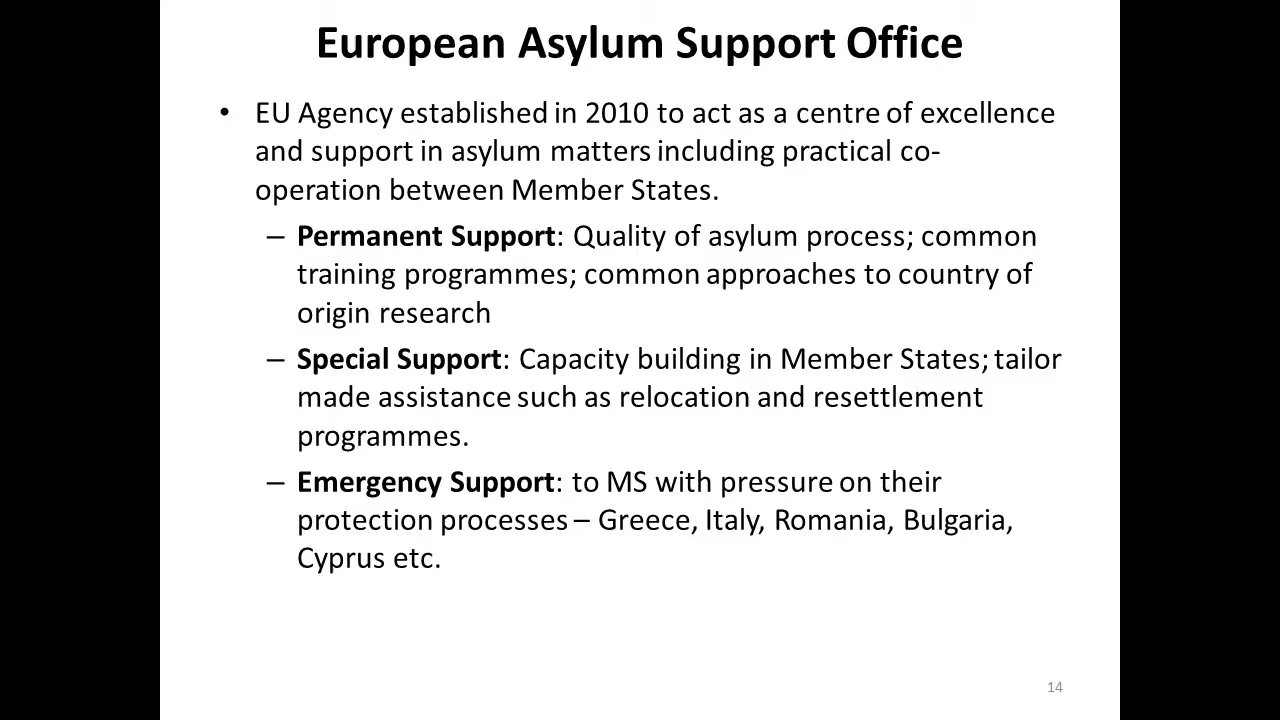 European Asylum Support Office
• EU Agency established in 2010 to act as a centre of excellence
and support in asylum matters including practical co-
operation between Member States.
– Permanent Support: Quality of asylum process; common
training programmes; common approaches to country of
origin research
– Special Support: Capacity building in Member States; tailor
made assistance such as relocation and resettlement
programmes.
– Emergency Support: to MS with pressure on their
protection processes – Greece, Italy, Romania, Bulgaria,
Cyprus etc.
14